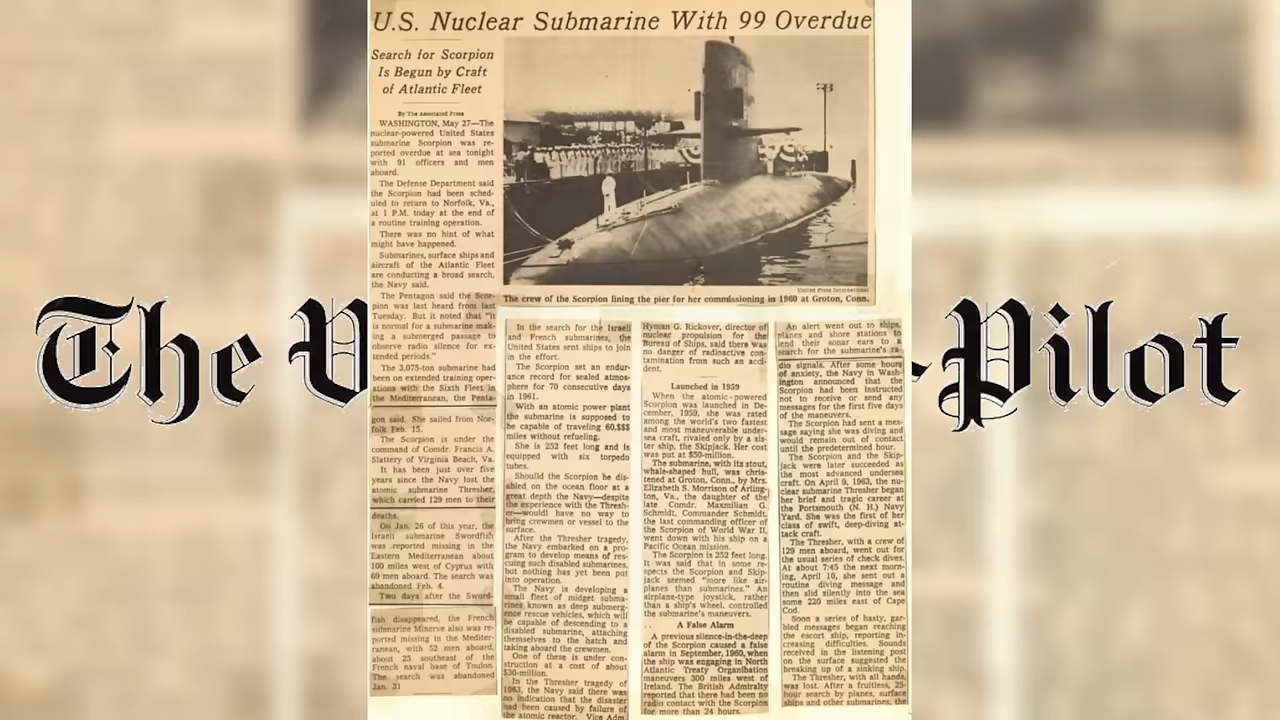 U.S. Nuclear Submarine With 99 Overdue
Search for Scorpion
Is Begun by Craft
of Atlantic Fleet
By The Associated Press
WASHINGTON, May 27—The
nuclear-powered United States
submarine Scorpion was re-
ported overdue at sea tonight
with 91 officers and men
aboard.
The Defense Department said
the Scorpion had been sched-
uled to return to Norfolk, Va.,
at 1 P.M. today at the end of
a routine training operation.
There was no hint of what
might have happened.
Submarines, surface ships and
aircraft of the Atlantic Fleet
are conducting a broad search,
the Navy said.
The Pentagon said the Scor-
pion was last heard from last
Tuesday. But it noted that "it
is normal for a submarine mak-
ing a submerged passage to
observe radio silence for ex-
tended periods."
The 3,075-ton submarine had
been on extended training oper-
ations with the Sixth Fleet in
the Mediterranean, the Penta-
gon said. She sailed from Nor-
folk Feb. 15.
The Scorpion is under the
command of Comdr. Francis A.
Slattery of Virginia Beach, Va.
It has been just over five
years since the Navy lost the
atomic submarine Thresher,
which carried 129 men to their
deaths.
On Jan. 26 of this year, the
Israeli submarine Swordfish
was reported missing in the
Eastern Mediterranean about
100 miles west of Cyprus with
69 men aboard. The search was
abandoned Feb. 4.
Two days after the Sword-
fish disappeared, the French
submarine Minerve also was re-
ported missing in the Mediter-
ranean, with 52 men aboard,
about 25 southeast of the
French naval base of Toulon.
The search was abandoned
Jan. 31
United Press International
The crew of the Scorpion lining the pier for her commissioning in 1960 at Groton, Conn.
In the search for the Israeli
and French submarines, the
United States sent ships to join
in the effort.
The Scorpion set an endur-
ance record for sealed atmos-
phere for 70 consecutive days
in 1961.
With an atomic power plant
the submarine is supposed to
be capable of traveling 60,$$$
miles without refueling.
She is 252 feet long and is
equipped with six torpedo
tubes.
Should the Scorpion be dis-
abled on the ocean floor at a
great depth the Navy—despite
the experience with the Thresh-
er—would have no way to
bring crewmen or vessel to the
surface.
After the Thresher tragedy,
the Navy embarked on a pro-
gram to develop means of res-
cuing such disabled submarines,
but nothing has yet been put
into operation.
The Navy is developing a
small fleet of midget subma-
rines known as deep submerg-
ence rescue vehicles, which will
be capable of descending to a
disabled submarine, attaching
themselves to the hatch and
taking aboard the crewmen.
One of these is under con-
struction at a cost of about
$30-million.
In the Thresher tragedy of
1963, the Navy said there was
no indication that the disaster
had been caused by failure of
the atomic reactor. Vice Adm
Hyman G. Rickover, director of
nuclear propulsion for the
Bureau of Ships, said there was
no danger of radioactive con-
tamination from such an acci-
dent.
Launched in 1959
When the atomic-powered
Scorpion was launched in De-
cember, 1959, she was rated
among the world's two fastest
and most maneuverable under-
sea craft, rivaled only by a sis-
ter ship, the Skipjack. Her cost
was put at $50-million.
The submarine, with its stout,
whale-shaped hull, was chris-
tened at Groton, Conn., by Mrs.
Elizabeth S. Morrison of Arling-
ton, Va., the daughter of the
late Comdr. Maxmilian G.
Schmidt, Commander Schmidt,
the last commanding officer of
the Scorpion of World War II,
went down with his ship on a
Pacific Ocean mission.
The Scorpion is 252 feet long.
It was said that in some re-
spects the Scorpion and Skip-
jack seemed "more like air-
planes than submarines." An
airplane-type joystick, rather
than a ship's wheel, controlled
the submarine's maneuvers.
A False Alarm
A previous silence-in-the-deep
of the Scorpion caused a false
alarm in September, 1960, when
the ship was engaging in North
Atlantic Treaty Organibation
maneuvers 300 miles west of
Ireland. The British Admiralty
reported that there had been no
radio contact with the Scorpion
for more than 24 hours.
An alert went out to ships,
planes and shore stations to
lend their sonar ears to a
search for the submarine's ra-
dio signals. After some hours
of anxiety, the Navy in Wash-
ington announced that the
Scorpion had been instructed
not to receive or send any
messages for the first five days
of the maneuvers.
The Scorpion had sent a mes-
sage saying she was diving and
would remain out of contact
until the predetermined hour.
The Scorpion and the Skip-
jack were later succeeded as
the most advanced undersea
craft. On April 9, 1963, the nu-
clear submarine Thresher began
her brief and tragic career at
the Portsmouth (N. H.) Navy
Yard. She was the first of her
class of swift, deep-diving at-
tack craft.
The Thresher, with a crew of
129 men aboard, went out for
the usual series of check dives.
At about 7:45 the next morn-
ing, April 10, she sent out a
routine diving message and
then slid silently into the sea
some 220 miles east of Cape
Cod.
Soon a series of hasty, gar-
bled messages began reaching
the escort ship, reporting in-
creasing difficulties. Sounds
received in the listening post
on the surface suggested the
breaking up of a sinking ship.
The Thresher, with all hands,
was lost. After a fruitless, 25-
hour search by planes, surface
ships and other submarines, the
The V -Pilot